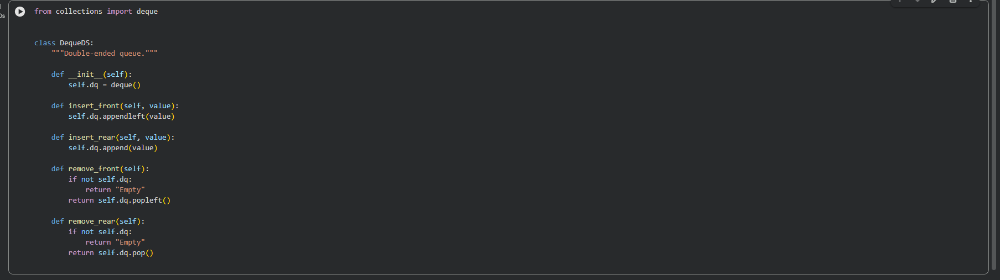 from collections import deque
class DequeDS:
    """Double-ended queue."""
    def __init__(self):
        self.dq = deque()
    def insert_front(self, value):
        self.dq.appendleft(value)
    def insert_rear(self, value):
        self.dq.append(value)
    def remove_front(self):
        if not self.dq:
            return "Empty"
        return self.dq.popleft()
    def remove_rear(self):
        if not self.dq:
            return "Empty"
        return self.dq.pop()